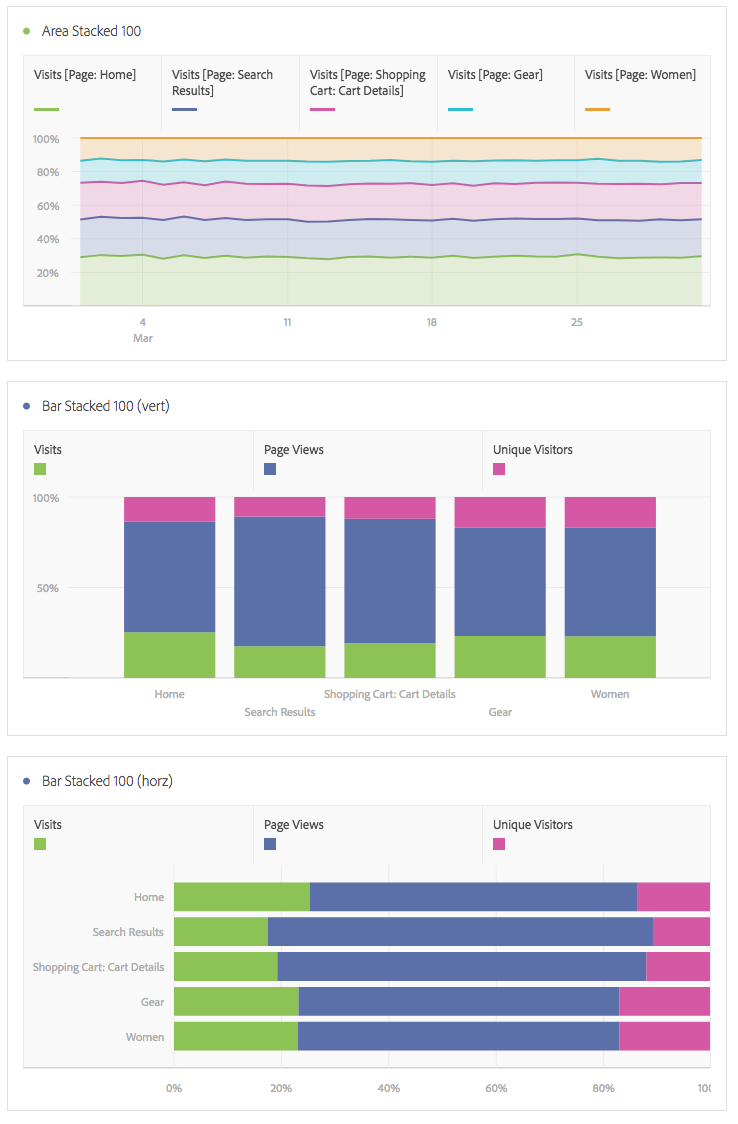 Area Stacked 100
Visits [Page: Home]
Visits [Page: Search
Results]
Visits [Page: Shopping
Cart: Cart Details]
Visits [Page: Gear]
Visits [Page: Women]
100%
80%
60%
40%
20%
4
11
18
25
Mar
Bar Stacked 100 (vert)
Visits
Page Views
Unique Visitors
100%
50%
Home
Shopping Cart: Cart Details
Women
Search Results
Gear
Bar Stacked 100 (horz)
Visits
Page Views
Unique Visitors
Home
Search Results
Shopping Cart: Cart Details
Gear
Women
0%
20%
40%
60%
80%